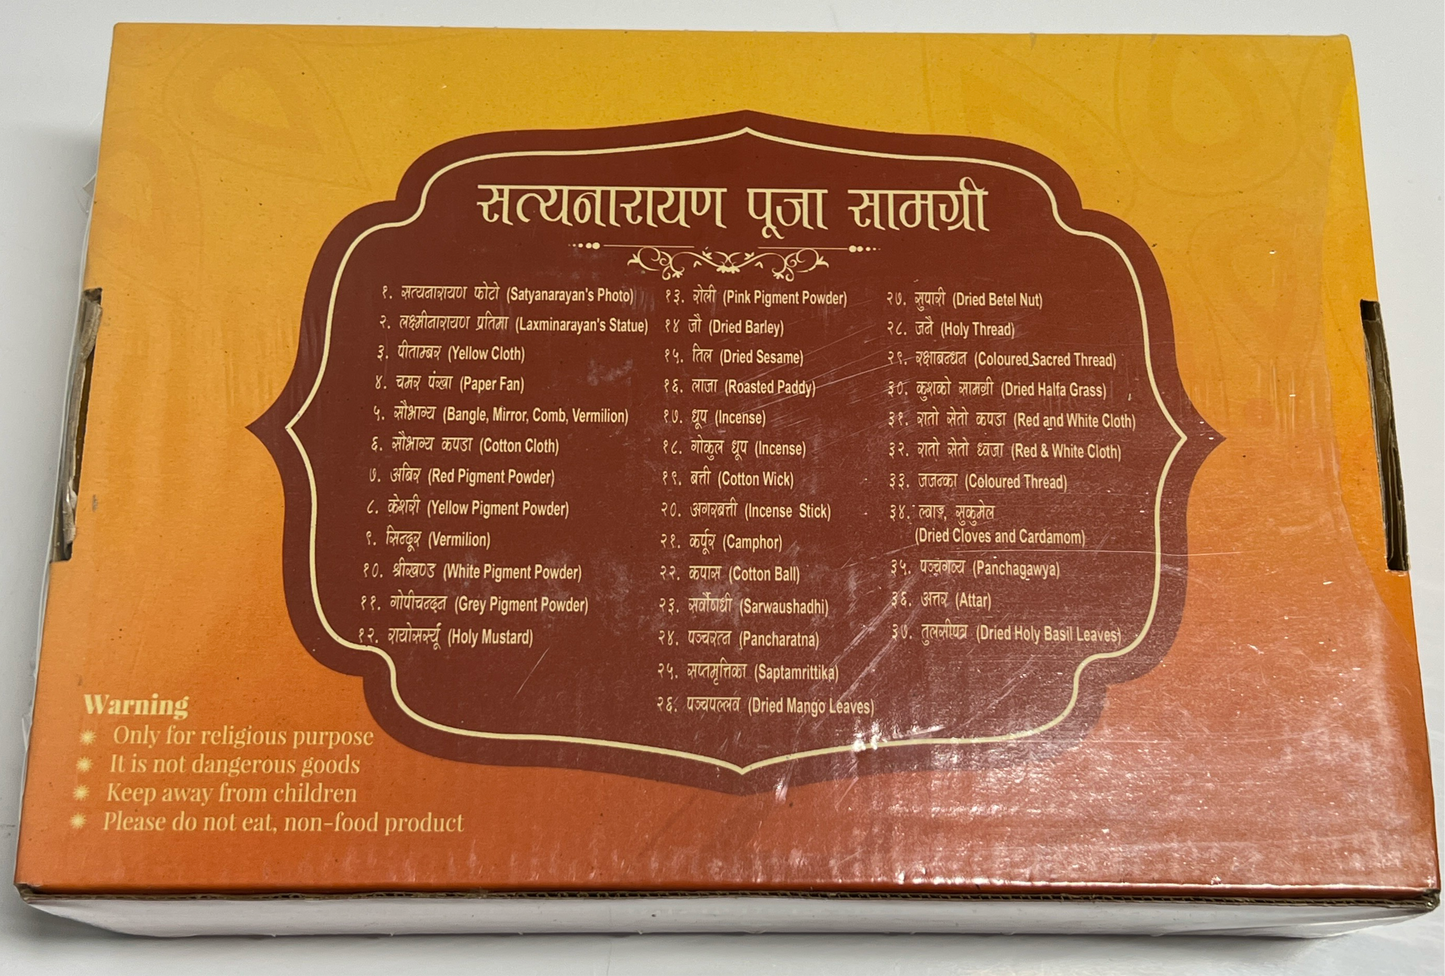 सत्यनारायण पूजा सामग्री
१. सत्यनारायण फोटो (Satyanarayan's Photo)
२. लक्ष्मीनारायण प्रतिमा (Laxminarayan's Statue)
३. पीताम्बर (Yellow Cloth)
४. चमर पंखा (Paper Fan)
५. सौभाग्य (Bangle, Mirror, Comb, Vermilion)
६. सौभाग्य कपडा (Cotton Cloth)
७. अबिर (Red Pigment Powder)
८. केशरी (Yellow Pigment Powder)
९. सिन्दूर (Vermilion)
१०. श्रीखण्ड (White Pigment Powder)
११. गोपीचन्दन (Grey Pigment Powder)
१२. रायोसर्स्यूं (Holy Mustard)
१३. रोली (Pink Pigment Powder)
१४ जौ (Dried Barley)
१५. तिल (Dried Sesame)
१६. लाजा (Roasted Paddy)
१७. धूप (Incense)
१८. गोकुल धूप (Incense)
१९. बत्ती (Cotton Wick)
२०. अगरबत्ती (Incense Stick)
२१. कर्पूर (Camphor)
२२. कपास (Cotton Ball)
२३. सर्वौणधी (Sarwaushadhi)
२४. पञ्चरत्न (Pancharatna)
२५. सप्तमृत्तिका (Saptamrittika)
२६. पञ्चपल्लव (Dried Mango Leaves)
२७. सुपारी (Dried Betel Nut)
२८. जनै (Holy Thread)
२९. रक्षाबन्धन (Coloured Sacred Thread)
३०. कुशको सामग्री (Dried Halfa Grass)
३१. रातो सेतो कपडा (Red and White Cloth)
३२. रातो सेतो ध्वजा (Red & White Cloth)
३३. जजनका (Coloured Thread)
३४. ल्वाङ्ग, सुकुमेल
(Dried Cloves and Cardamom)
३५. पञ्चगव्य (Panchagawya)
३६. अत्तर (Attar)
३७. तुलसीपत्र (Dried Holy Basil Leaves)
Warning
Only for religious purpose
It is not dangerous goods
Keep away from children
Please do not eat, non-food product